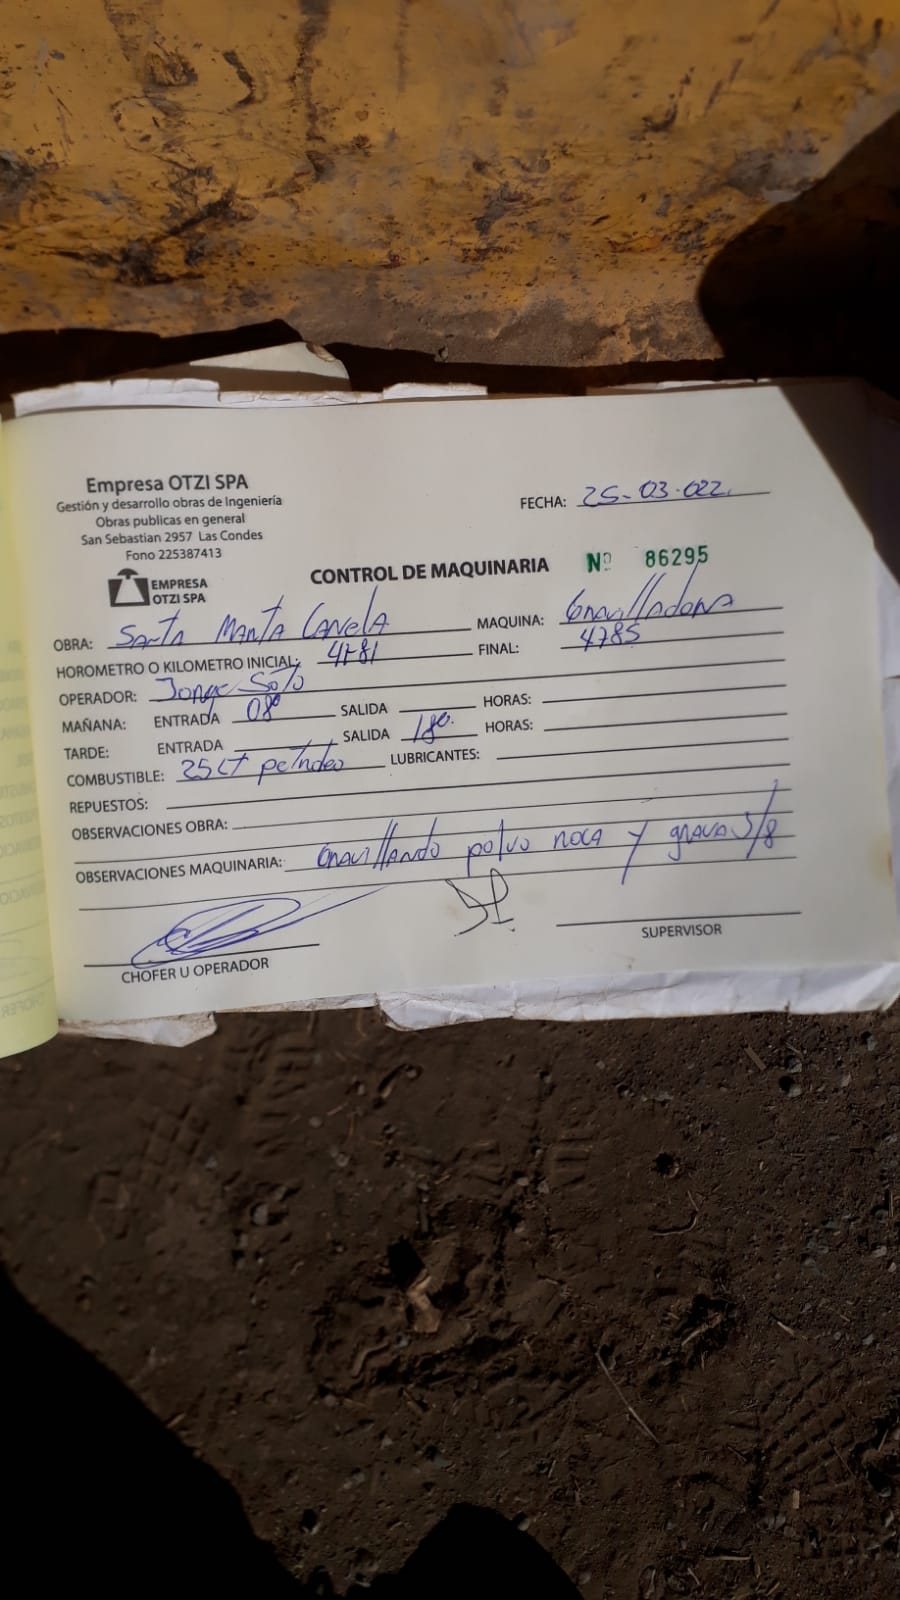 Empresa OTZI SPA
Gestión y desarrollo obras de Ingeniería
Obras publicas en general
San Sebastian 2957 Las Condes
Fono 225387413
EMPRESA
OTZI SPA
FECHA: 25-03-022.
CONTROL DE MAQUINARIA Nº 86295
OBRA: Santa Marta Canela MAQUINA: Gravilladora
HOROMETRO O KILOMETRO INICIAL: 4781 FINAL: 4785
OPERADOR: Jorge Soto
MAÑANA: ENTRADA 08⁰⁰ SALIDA HORAS:
TARDE: ENTRADA SALIDA 18⁰⁰. HORAS:
COMBUSTIBLE: 25 LT petroleo LUBRICANTES:
REPUESTOS:
OBSERVACIONES OBRA:
OBSERVACIONES MAQUINARIA: Gravillando polvo roca y grava 3/8
CHOFER U OPERADOR
SUPERVISOR